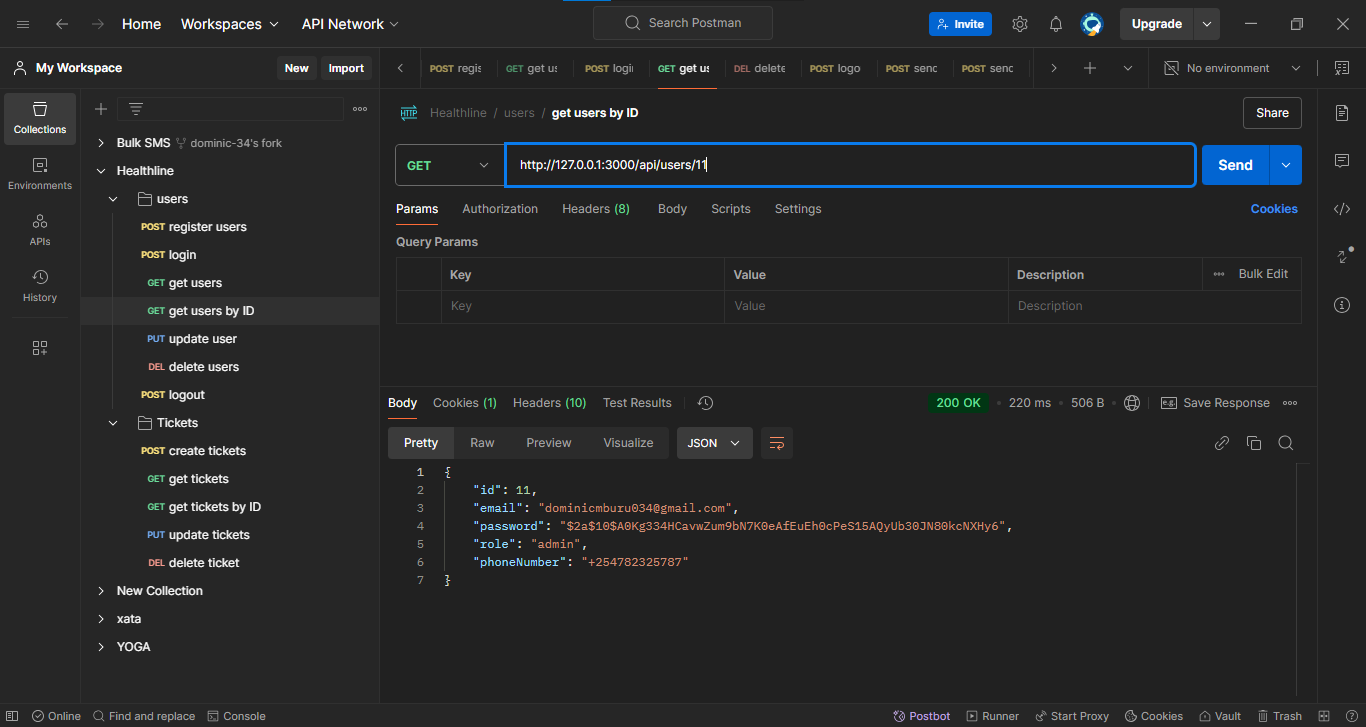 Home Workspaces API Network Search Postman Invite Upgrade
My Workspace New Import POST regis GET get us POST logi GET get us DEL delete POST logo POST senc POST senc No environment
Collections
Environments
APIs
History
Bulk SMS dominic-34's fork
Healthline
users
POST register users
POST login
GET get users
GET get users by ID
PUT update user
DEL delete users
POST logout
Tickets
POST create tickets
GET get tickets
GET get tickets by ID
PUT update tickets
DEL delete ticket
New Collection
xata
YOGA
HTTP Healthline / users / get users by ID Share
GET http://127.0.0.1:3000/api/users/11 Send
Params Authorization Headers (8) Body Scripts Settings Cookies
Query Params
Key Value Description Bulk Edit
Key Value Description
Body Cookies (1) Headers (10) Test Results 200 OK • 220 ms • 506 B • e.g. Save Response
Pretty Raw Preview Visualize JSON
1 {
2 "id": 11,
3 "email": "dominicmburu034@gmail.com",
4 "password": "$2a$10$A0Kg334HCavwZum9bN7K0eAfEuEh0cPeS15AQyUb30JN80kcNXHy6",
5 "role": "admin",
6 "phoneNumber": "+254782325787"
7 }
Online Find and replace Console Postbot Runner Start Proxy Cookies Vault Trash